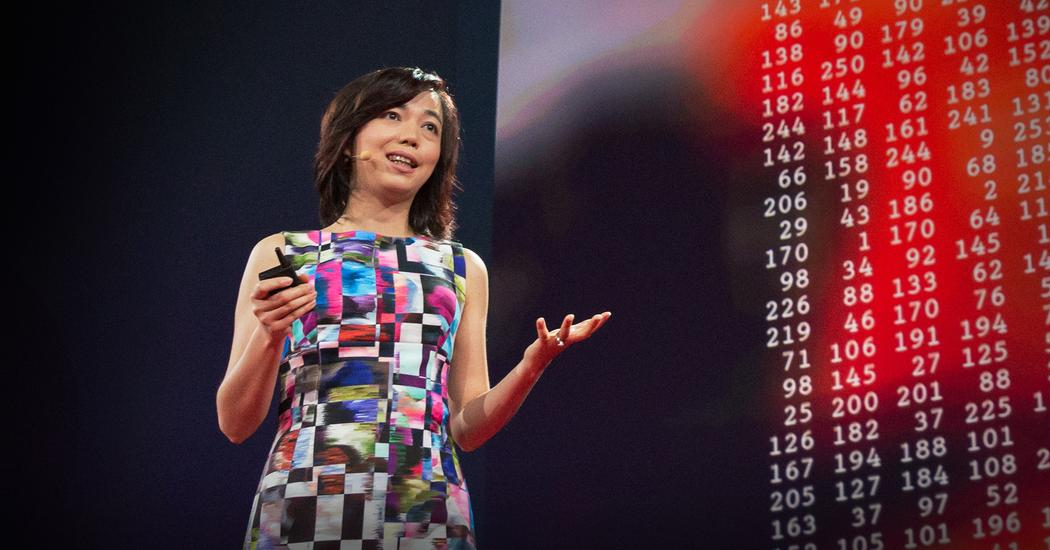 143
86 49 90
138 90 179 39
116 250 142 106 139
182 144 96 42 152
244 117 62 183
142 148 161 241
66 158 244 9
206 19 90 68
29 43 186 2
170 1 170 64
98 34 92 145
226 88 133 62
219 46 170 76
71 106 191 194
98 145 27 125
25 200 201 88
126 182 37 225
167 194 188 101
205 127 184 108
163 37 97 52
105 101 196